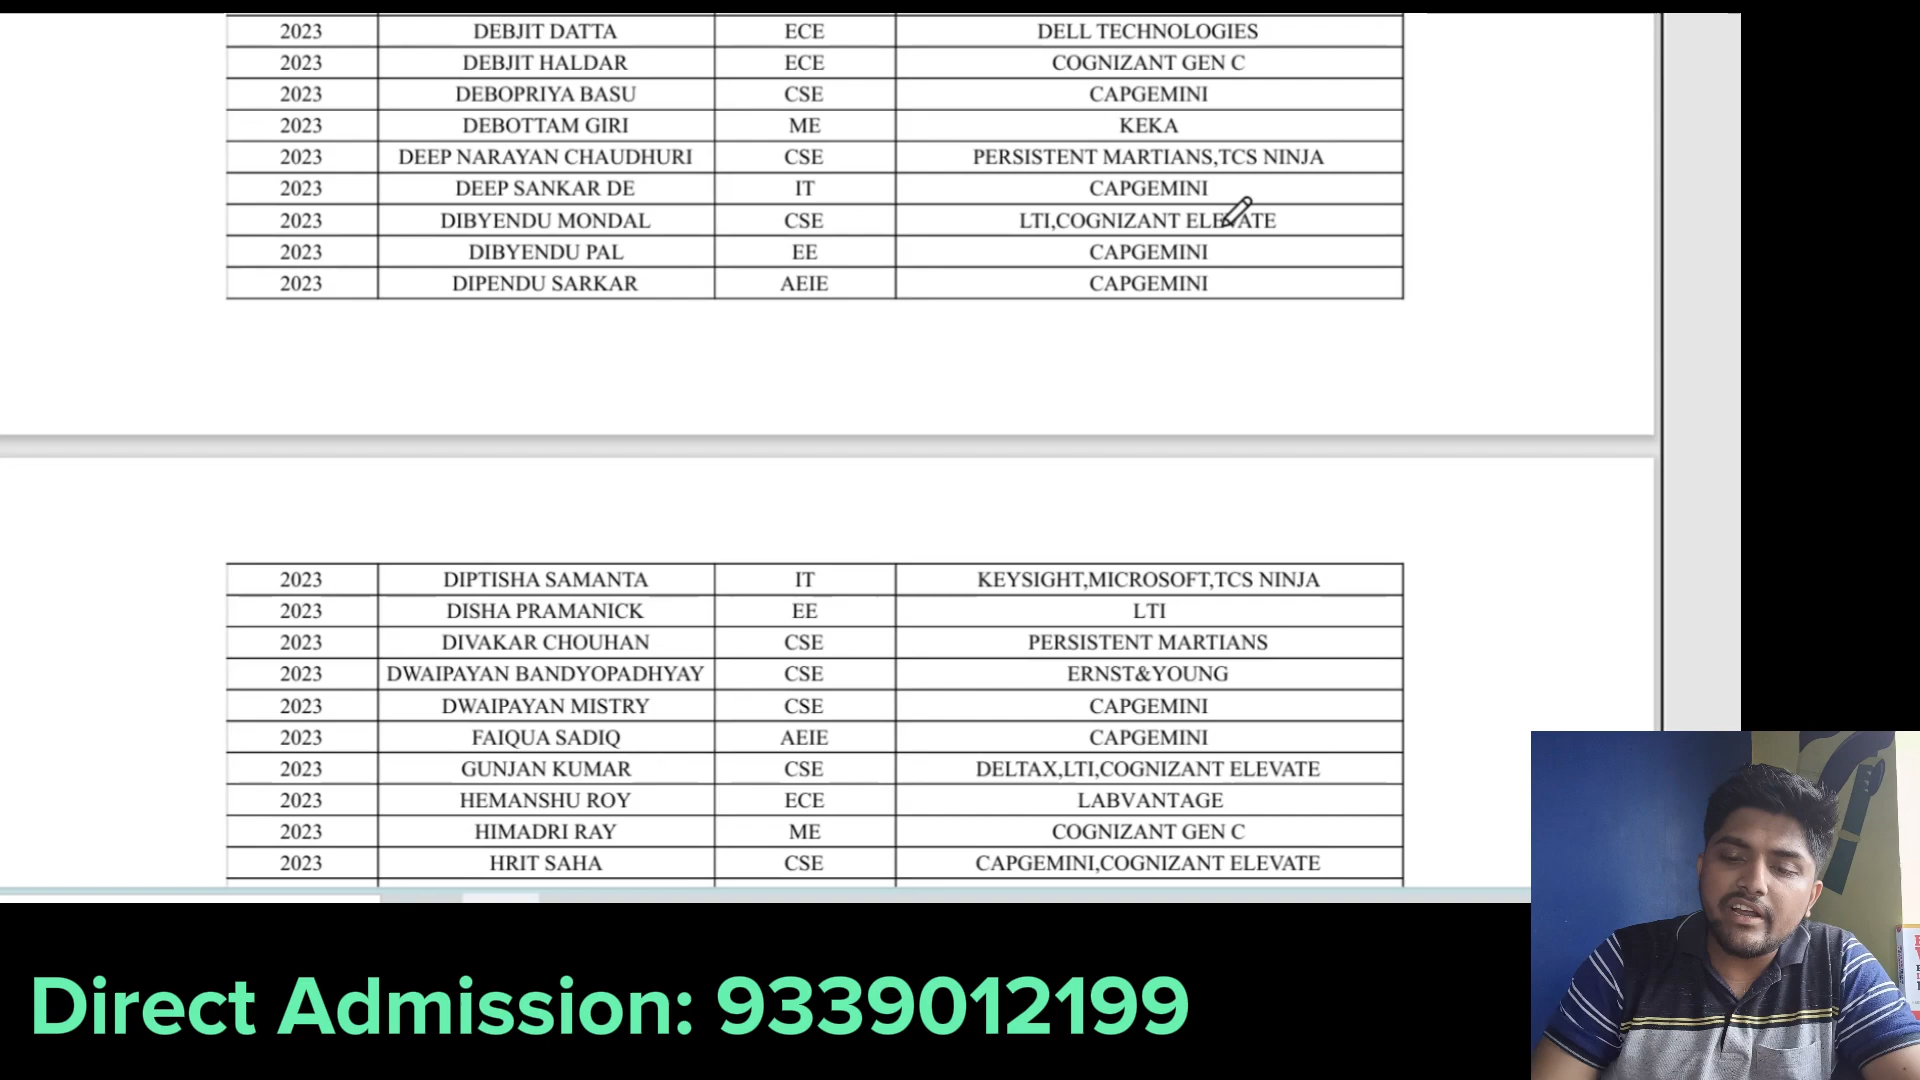 2023 DEBJIT DATTA ECE DELL TECHNOLOGIES
2023 DEBJIT HALDAR ECE COGNIZANT GEN C
2023 DEBOPRIYA BASU CSE CAPGEMINI
2023 DEBOTTAM GIRI ME KEKA
2023 DEEP NARAYAN CHAUDHURI CSE PERSISTENT MARTIANS,TCS NINJA
2023 DEEP SANKAR DE IT CAPGEMINI
2023 DIBYENDU MONDAL CSE LTI,COGNIZANT ELEVATE
2023 DIBYENDU PAL EE CAPGEMINI
2023 DIPENDU SARKAR AEIE CAPGEMINI
2023 DIPTISHA SAMANTA IT KEYSIGHT,MICROSOFT,TCS NINJA
2023 DISHA PRAMANICK EE LTI
2023 DIVAKAR CHOUHAN CSE PERSISTENT MARTIANS
2023 DWAIPAYAN BANDYOPADHYAY CSE ERNST&YOUNG
2023 DWAIPAYAN MISTRY CSE CAPGEMINI
2023 FAIQUA SADIQ AEIE CAPGEMINI
2023 GUNJAN KUMAR CSE DELTAX,LTI,COGNIZANT ELEVATE
2023 HEMANSHU ROY ECE LABVANTAGE
2023 HIMADRI RAY ME COGNIZANT GEN C
2023 HRIT SAHA CSE CAPGEMINI,COGNIZANT ELEVATE
Direct Admission: 9339012199